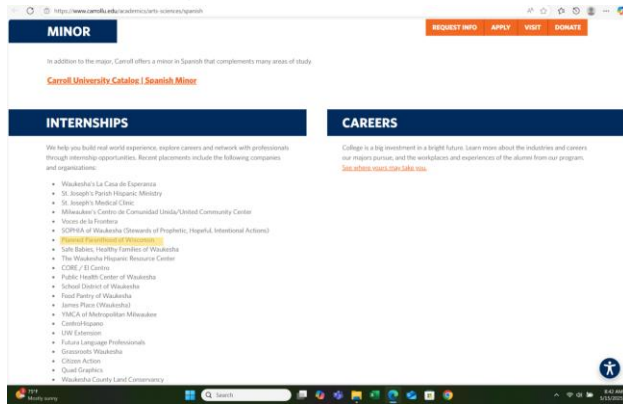 https://www.carrollu.edu/academics/arts-sciences/spanish
REQUEST INFO APPLY VISIT DONATE
MINOR
In addition to the major, Carroll offers a minor in Spanish that complements many areas of study.
Carroll University Catalog | Spanish Minor
INTERNSHIPS
We help you build real world experience, explore careers and network with professionals
through internship opportunities. Recent placements include the following companies
and organizations:
Waukesha's La Casa de Esperanza
St. Joseph's Parish Hispanic Ministry
St. Joseph's Medical Clinic
Milwaukee's Centro de Comunidad Unida/United Community Center
Voces de la Frontera
SOPHIA of Waukesha (Stewards of Prophetic, Hopeful, Intentional Actions)
Planned Parenthood of Wisconsin
Safe Babies, Healthy Families of Waukesha
The Waukesha Hispanic Resource Center
CORE / El Centro
Public Health Center of Waukesha
School District of Waukesha
Food Pantry of Waukesha
James Place (Waukesha)
YMCA of Metropolitan Milwaukee
CentroHispano
UW Extension
Futura Language Professionals
Grassroots Waukesha
Citizen Action
Quad Graphics
Waukesha County Land Conservancy
CAREERS
College is a big investment in a bright future. Learn more about the industries and careers
our majors pursue, and the workplaces and experiences of the alumni from our program.
See where yours may take you.
75°F
Mostly sunny
Search
8:42 AM
5/15/2025